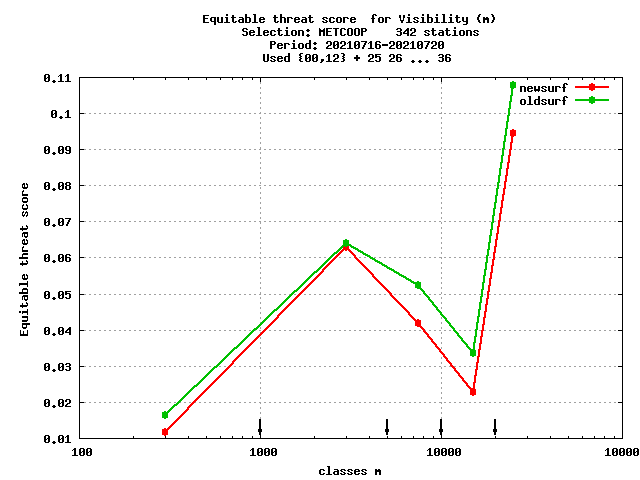 Equitable threat score  for Visibility (m)
Selection: METCOOP    342 stations
Period: 20210716-20210720
Used {00,12} + 25 26 ... 36
newsurf
oldsurf
0.11
0.1
0.09
0.08
0.07
0.06
0.05
0.04
0.03
0.02
0.01
Equitable threat score
100
1000
10000
10000
classes m